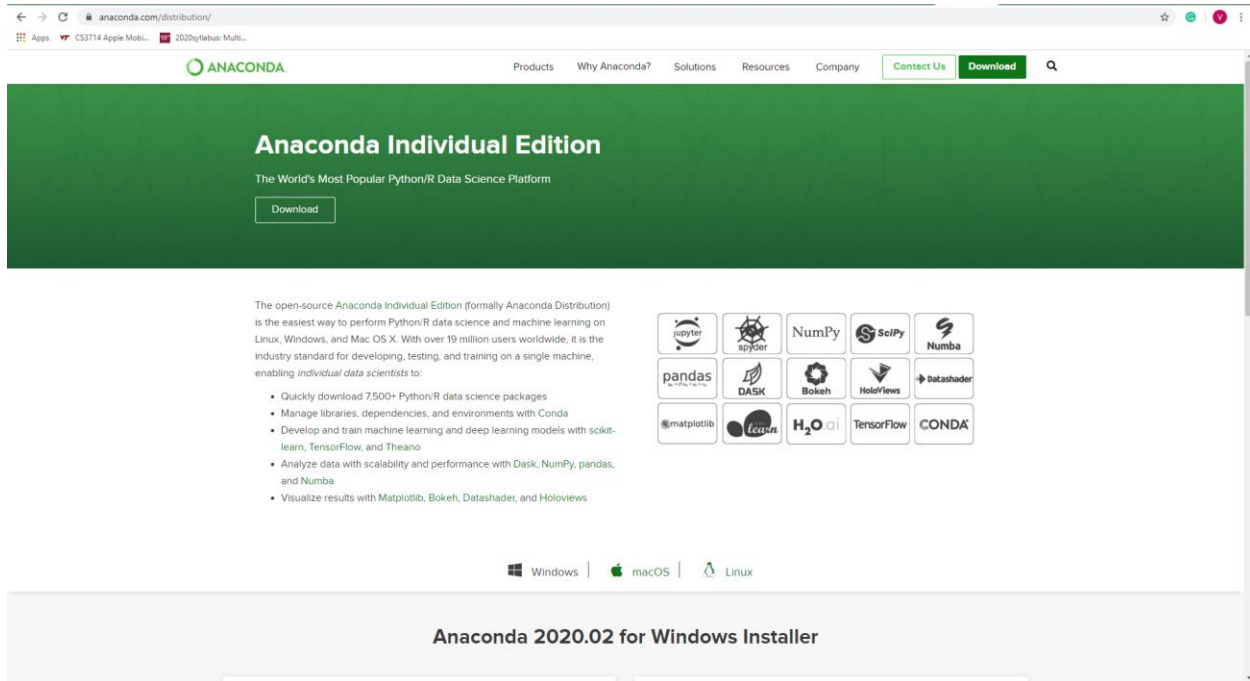 anaconda.com/distribution/
V
Apps VT CS3714 Apple Mobi... 2020syllabus: Multi...
ANACONDA. Products Why Anaconda? Solutions Resources Company Contact Us Download
Anaconda Individual Edition
The World's Most Popular Python/R Data Science Platform
Download
The open-source Anaconda Individual Edition (formally Anaconda Distribution)
is the easiest way to perform Python/R data science and machine learning on
Linux, Windows, and Mac OS X. With over 19 million users worldwide, it is the
industry standard for developing, testing, and training on a single machine,
enabling individual data scientists to:
• Quickly download 7,500+ Python/R data science packages
• Manage libraries, dependencies, and environments with Conda
• Develop and train machine learning and deep learning models with scikit-
learn, TensorFlow, and Theano
• Analyze data with scalability and performance with Dask, NumPy, pandas,
and Numba
• Visualize results with Matplotlib, Bokeh, Datashader, and Holoviews
jupyter spyder NumPy SciPy Numba
pandas DASK Bokeh HoloViews Datashader
matplotlib learn H2O.ai TensorFlow CONDA
Windows | macOS | Linux
Anaconda 2020.02 for Windows Installer